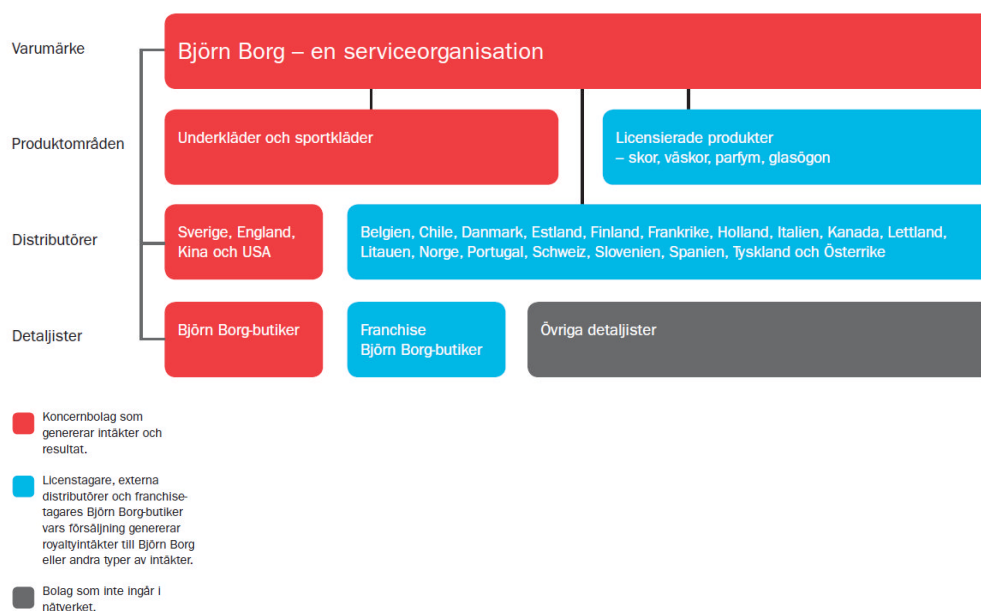 Varumärke
Björn Borg – en serviceorganisation
Produktområden
Underkläder och sportkläder
Licensierade produkter
– skor, väskor, parfym, glasögon
Distributörer
Sverige, England,
Kina och USA
Belgien, Chile, Danmark, Estland, Finland, Frankrike, Holland, Italien, Kanada, Lettland,
Litauen, Norge, Portugal, Schweiz, Slovenien, Spanien, Tyskland och Österrike
Detaljister
Björn Borg-butiker
Franchise
Björn Borg-butiker
Övriga detaljister
Koncernbolag som
genererar intäkter och
resultat.
Licenstagare, externa
distributörer och franchise-
tagares Björn Borg-butiker
vars försäljning genererar
royaltyintäkter till Björn Borg
eller andra typer av intäkter.
Bolag som inte ingår i
nätverket.